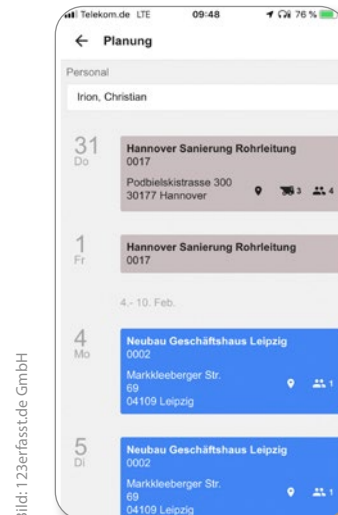 Telekom.de LTE 09:48 76 %
Planung
Personal
Irion, Christian
31
Do
Hannover Sanierung Rohrleitung
0017
Podbielskistrasse 300
30177 Hannover
3 4
1
Fr
Hannover Sanierung Rohrleitung
0017
4.- 10. Feb.
4
Mo
Neubau Geschäftshaus Leipzig
0002
Markkleeberger Str.
69
04109 Leipzig
1
5
Di
Neubau Geschäftshaus Leipzig
0002
Markkleeberger Str.
69
04109 Leipzig
1
Bild: 123erfasst.de GmbH